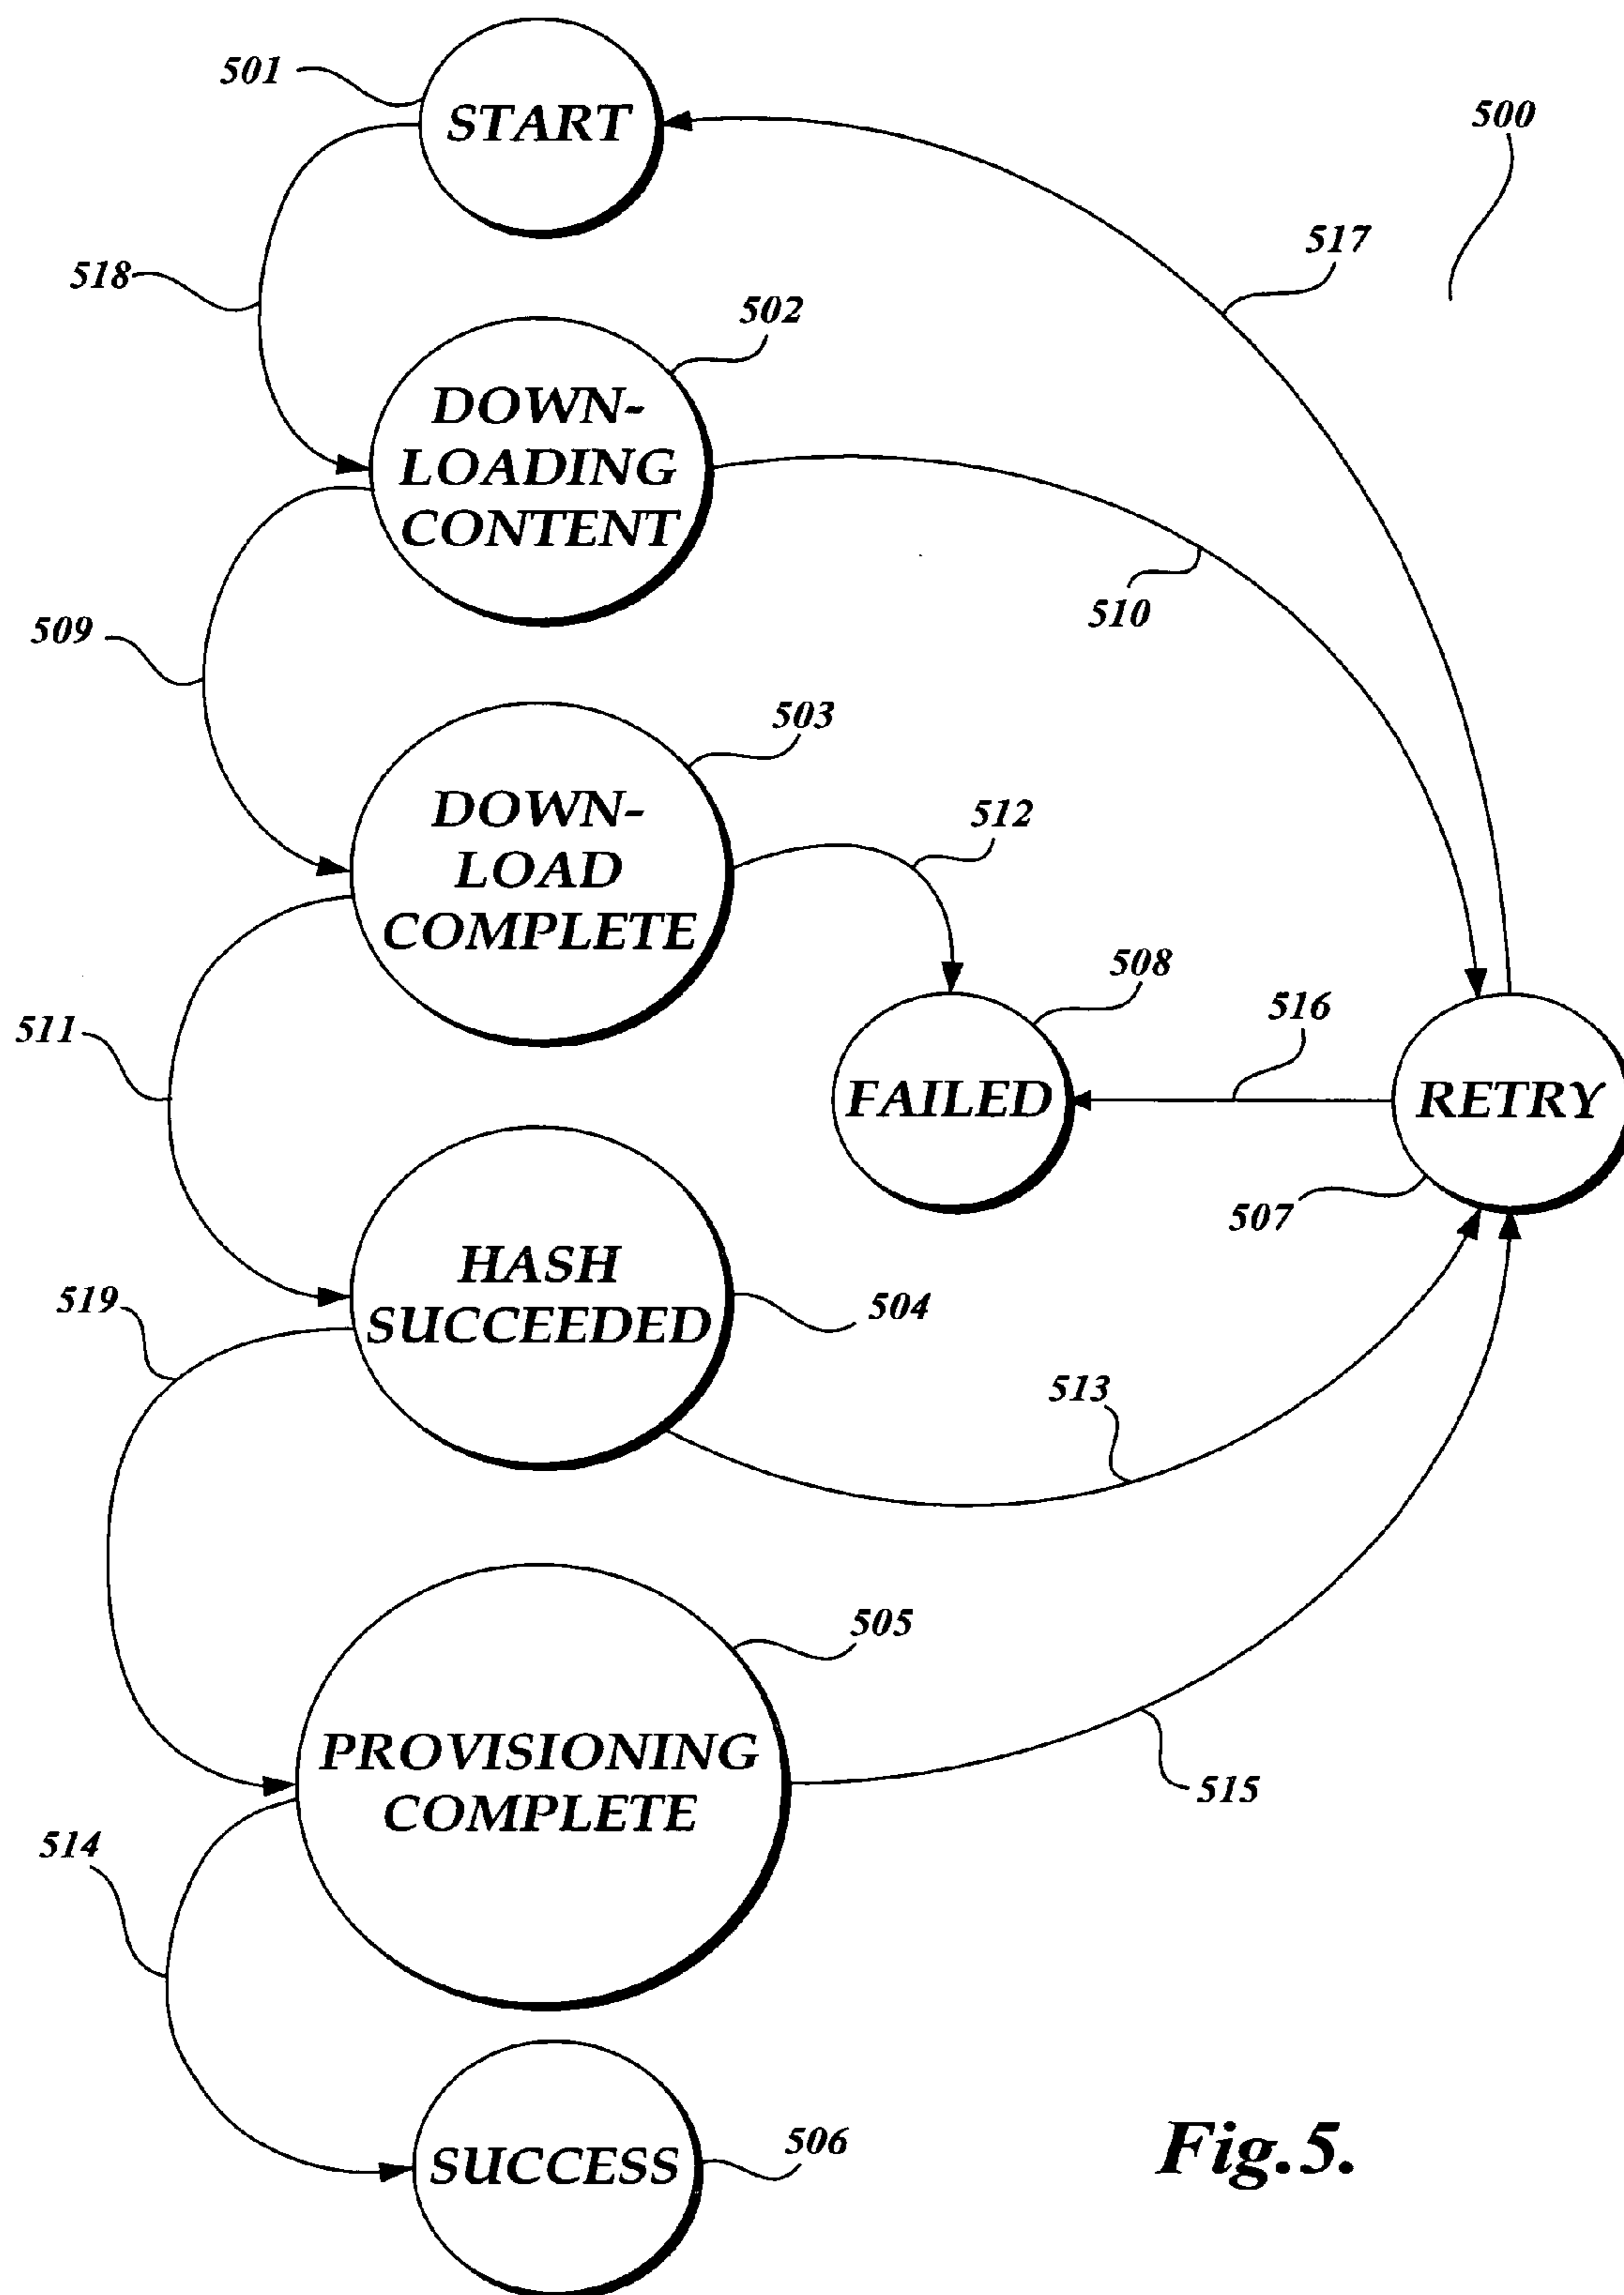 501
START
500
517
518
502
DOWN-
LOADING
CONTENT
510
509
503
DOWN-
LOAD
COMPLETE
512
508
516
511
FAILED
RETRY
507
HASH
SUCCEEDED
519
504
513
505
PROVISIONING
COMPLETE
515
514
SUCCESS
506
Fig.5.